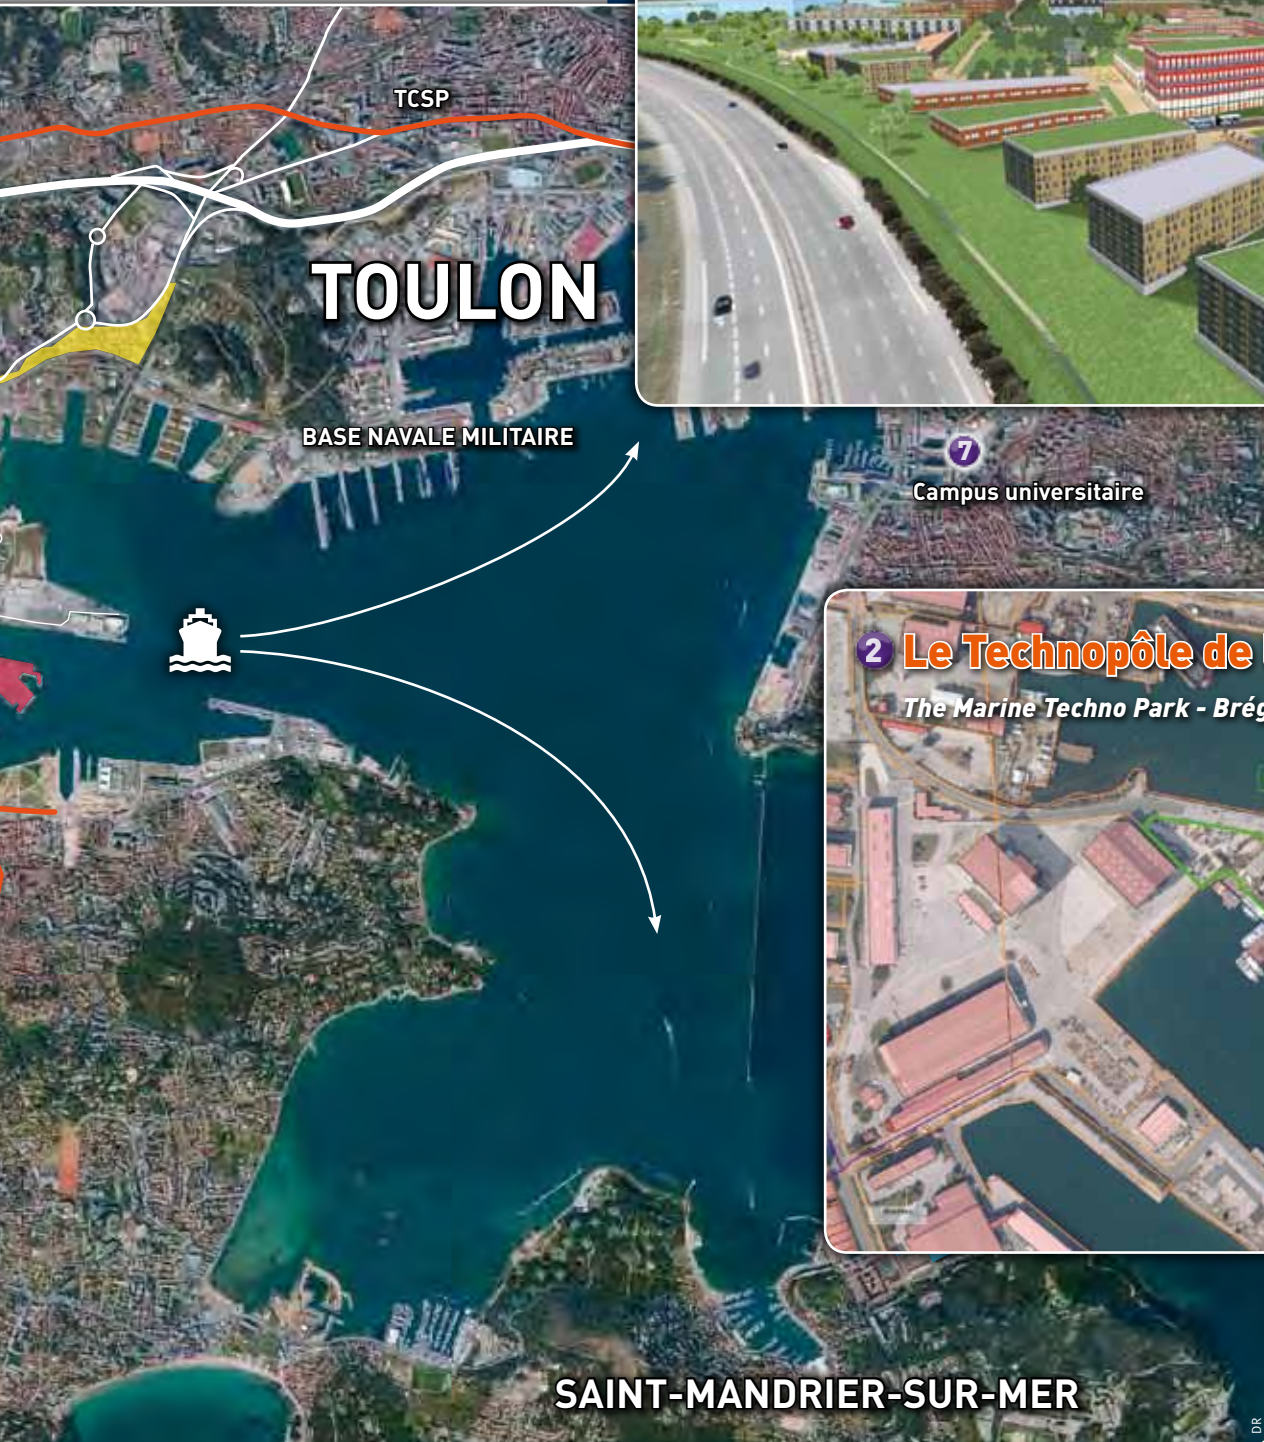 TCSP
TOULON
BASE NAVALE MILITAIRE
7
Campus universitaire
2 Le Technopôle de
The Marine Techno Park - Brég
SAINT-MANDRIER-SUR-MER
DR